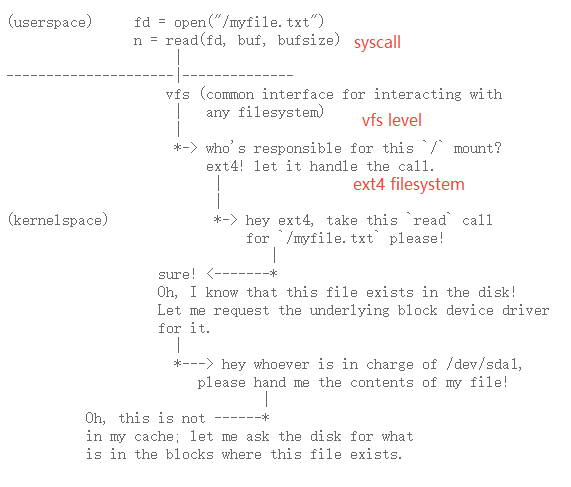 (userspace) fd = open("/myfile.txt")
n = read(fd, buf, bufsize) syscall
vfs (common interface for interacting with
any filesystem)
vfs level
*-> who's responsible for this `/` mount?
ext4! let it handle the call.
ext4 filesystem
(kernelspace) *-> hey ext4, take this `read` call
for `/myfile.txt` please!
sure! <-------*
Oh, I know that this file exists in the disk!
Let me request the underlying block device driver
for it.
*---> hey whoever is in charge of /dev/sda1,
please hand me the contents of my file!
Oh, this is not ------*
in my cache; let me ask the disk for what
is in the blocks where this file exists.